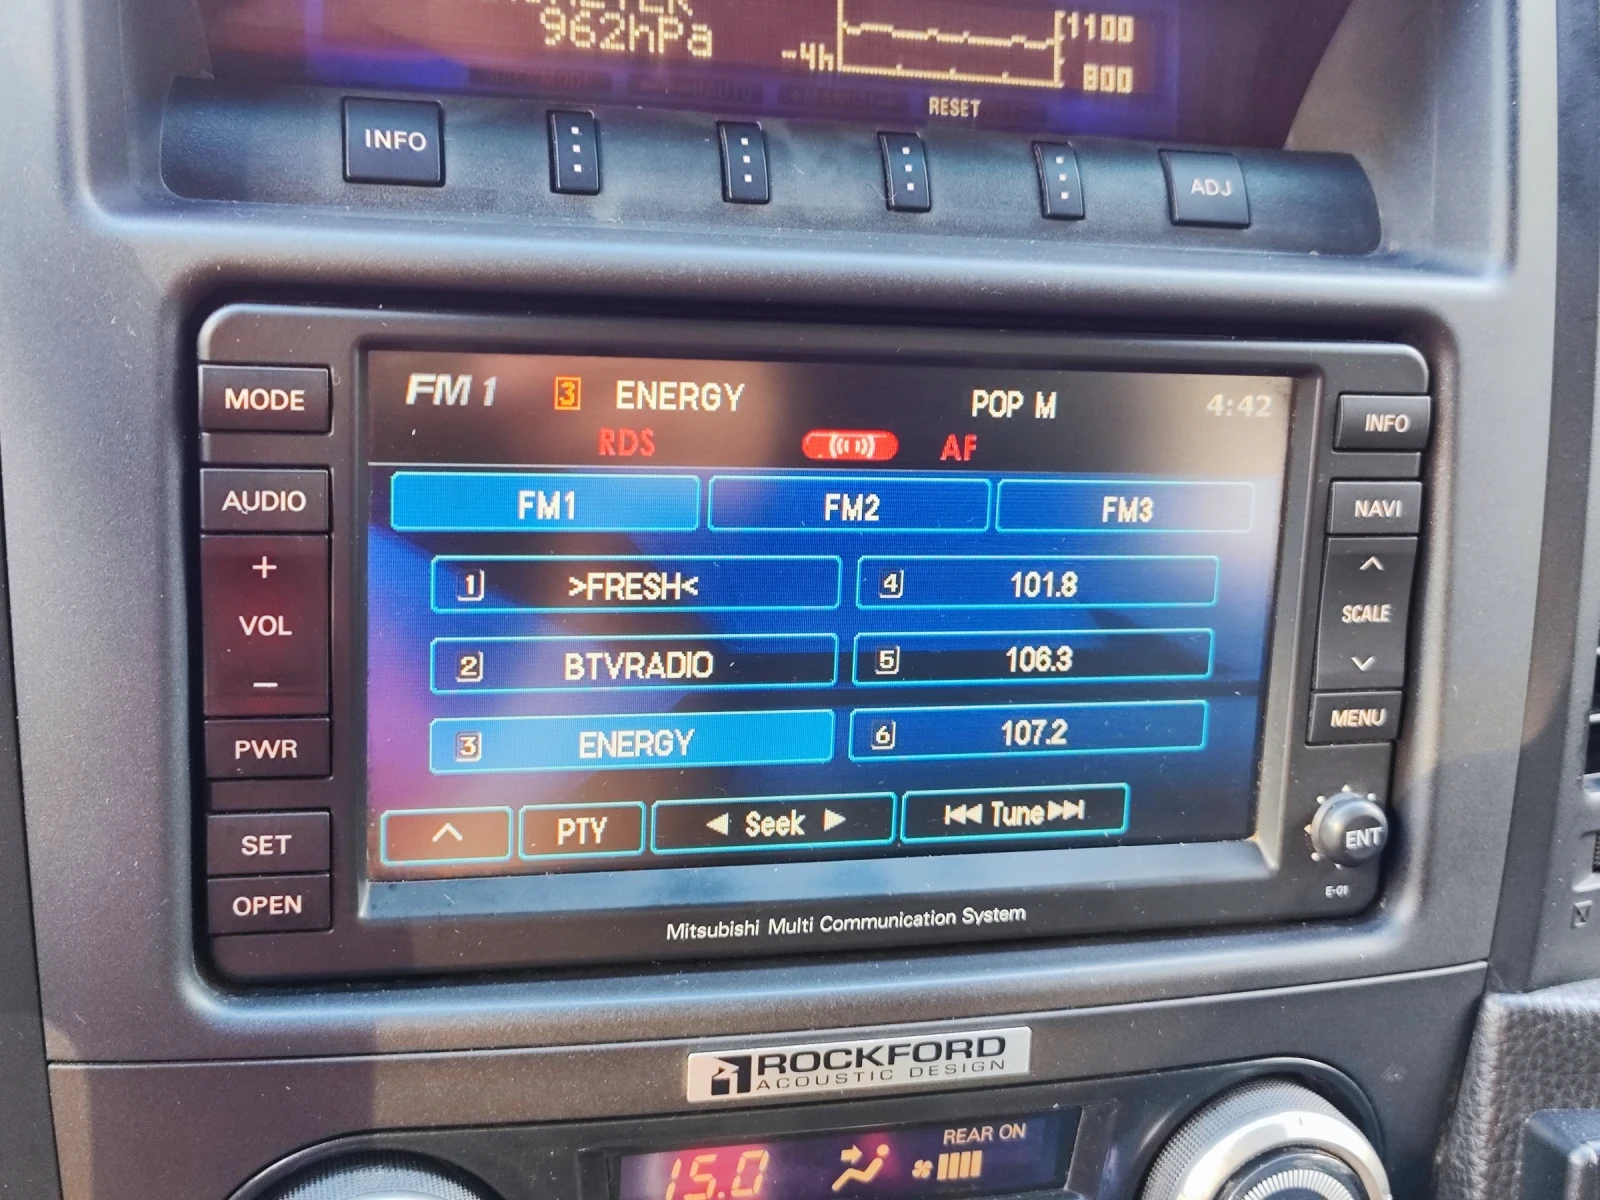 962hPa
-4h
1100
800
RESET
INFO
ADJ
MODE
AUDIO
+
VOL
−
PWR
SET
OPEN
FM 1 3 ENERGY POP M 4:42
RDS AF
FM1 FM2 FM3
1 >FRESH< 4 101.8
2 BTVRADIO 5 106.3
3 ENERGY 6 107.2
PTY ◀ Seek ▶ |◀◀ Tune ▶▶|
INFO
NAVI
SCALE
MENU
ENT
E-01
Mitsubishi Multi Communication System
ROCKFORD
ACOUSTIC DESIGN
REAR ON
15.0